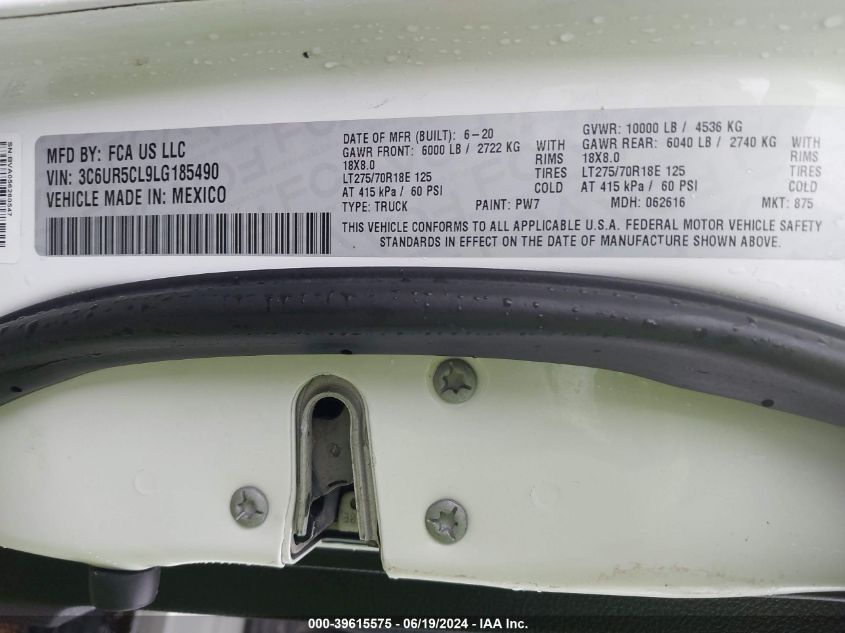 MFD BY: FCA US LLC
VIN: 3C6UR5CL9LG185490
VEHICLE MADE IN: MEXICO
DATE OF MFR (BUILT): 6-20
GAWR FRONT: 6000 LB / 2722 KG WITH
18X8.0 RIMS
LT275/70R18E 125 TIRES
AT 415 kPa / 60 PSI COLD
TYPE: TRUCK PAINT: PW7
GVWR: 10000 LB / 4536 KG
GAWR REAR: 6040 LB / 2740 KG WITH
18X8.0 RIMS
LT275/70R18E 125 TIRES
AT 415 kPa / 60 PSI COLD
MDH: 062616 MKT: 875
THIS VEHICLE CONFORMS TO ALL APPLICABLE U.S.A. FEDERAL MOTOR VEHICLE SAFETY
STANDARDS IN EFFECT ON THE DATE OF MANUFACTURE SHOWN ABOVE.
000-39615575 - 06/19/2024 - IAA Inc.